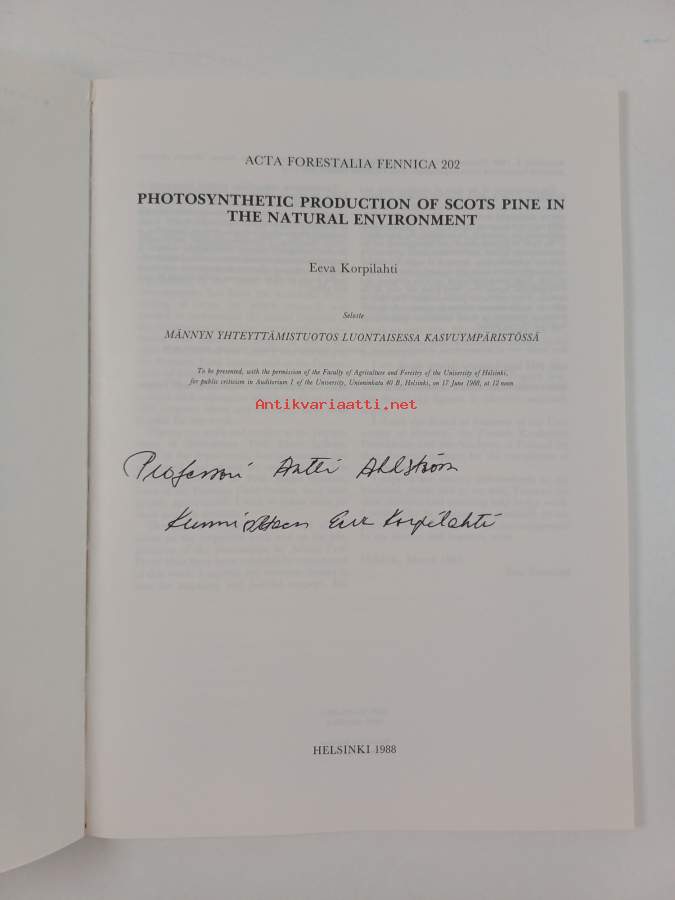 ACTA FORESTALIA FENNICA 202
PHOTOSYNTHETIC PRODUCTION OF SCOTS PINE IN
THE NATURAL ENVIRONMENT
Eeva Korpilahti
Seloste
MÄNNYN YHTEYTTÄMISTUOTOS LUONTAISESSA KASVUYMPÄRISTÖSSÄ
To be presented, with the permission of the Faculty of Agriculture and Forestry of the University of Helsinki,
for public criticism in Auditorium 1 of the University, Unioninkatu 40 B, Helsinki, on 17 June 1988, at 12 noon
Antikvariaatti.net
Professori Antti Ahlström
Kunnioittaen Eeva Korpilahti
HELSINKI 1988